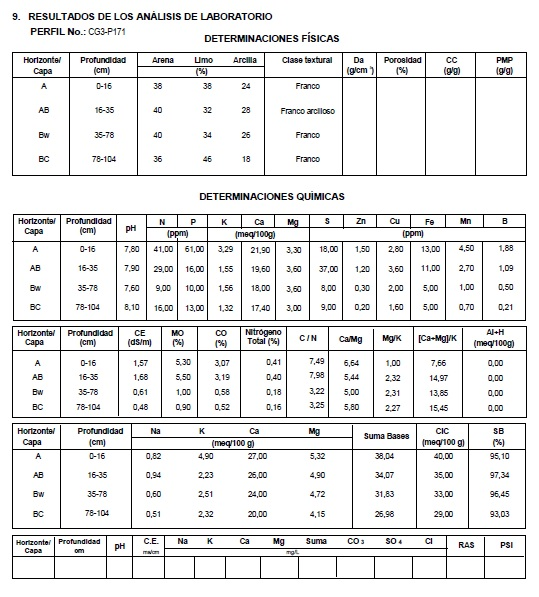 9. RESULTADOS DE LOS ANÁLISIS DE LABORATORIO
PERFIL No.: CG3-P171
DETERMINACIONES FÍSICAS
Horizonte/ Capa Profundidad (cm) Arena Limo Arcilla (%) Clase textural Da (g/cm ³) Porosidad (%) CC (g/g) PMP (g/g)
A 0-16 38 38 24 Franco
AB 16-35 40 32 28 Franco arcilloso
Bw 35-78 40 34 26 Franco
BC 78-104 36 46 18 Franco
DETERMINACIONES QUÍMICAS
Horizonte/ Capa Profundidad (cm) pH N P (ppm) K Ca Mg (meq/100g) S Zn Cu Fe Mn B (ppm)
A 0-16 7,80 41,00 61,00 3,29 21,90 3,30 18,00 1,50 2,80 13,00 4,50 1,88
AB 16-35 7,90 29,00 16,00 1,55 19,60 3,60 37,00 1,20 3,60 11,00 2,70 1,09
Bw 35-78 7,60 9,00 10,00 1,56 18,00 3,60 8,00 0,30 2,00 5,00 1,00 0,50
BC 78-104 8,10 16,00 13,00 1,32 17,40 3,00 9,00 0,20 1,60 5,00 0,70 0,21
Horizonte/ Capa Profundidad (cm) CE (dS/m) MO (%) CO (%) Nitrógeno Total (%) C / N Ca/Mg Mg/K [Ca+Mg]/K Al+H (meq/100g)
A 0-16 1,57 5,30 3,07 0,41 7,49 6,64 1,00 7,66 0,00
AB 16-35 1,68 5,50 3,19 0,40 7,98 5,44 2,32 14,97 0,00
Bw 35-78 0,61 1,00 0,58 0,18 3,22 5,00 2,31 13,85 0,00
BC 78-104 0,48 0,90 0,52 0,16 3,25 5,80 2,27 15,45 0,00
Horizonte/ Capa Profundidad (cm) Na K Ca Mg (meq/100 g) Suma Bases CIC (meq/100 g) SB (%)
A 0-16 0,82 4,90 27,00 5,32 38,04 40,00 95,10
AB 16-35 0,94 2,23 26,00 4,90 34,07 35,00 97,34
Bw 35-78 0,60 2,51 24,00 4,72 31,83 33,00 96,45
BC 78-104 0,51 2,32 20,00 4,15 26,98 29,00 93,03
Horizonte/ Capa Profundidad om pH C.E. ms/cm Na K Ca Mg Suma CO 3 SO 4 Cl mg/L RAS PSI